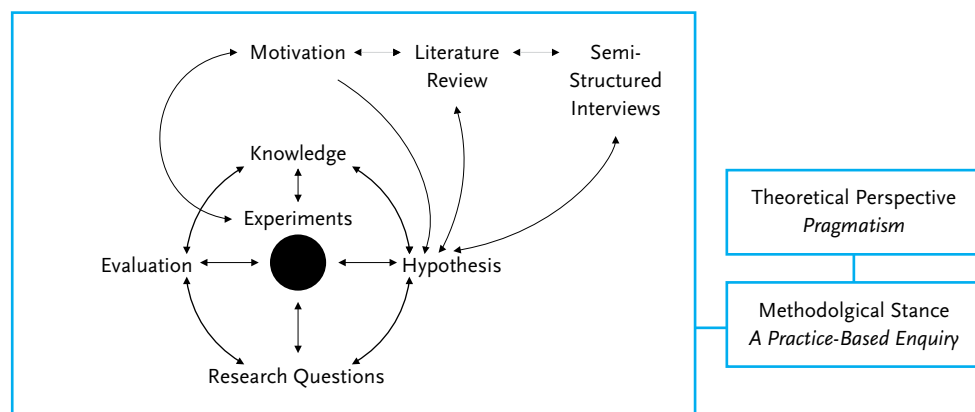 Motivation
Literature
Review
Semi-
Structured
Interviews
Knowledge
Experiments
Evaluation
Hypothesis
Research Questions
Theoretical Perspective
Pragmatism
Methodolgical Stance
A Practice-Based Enquiry